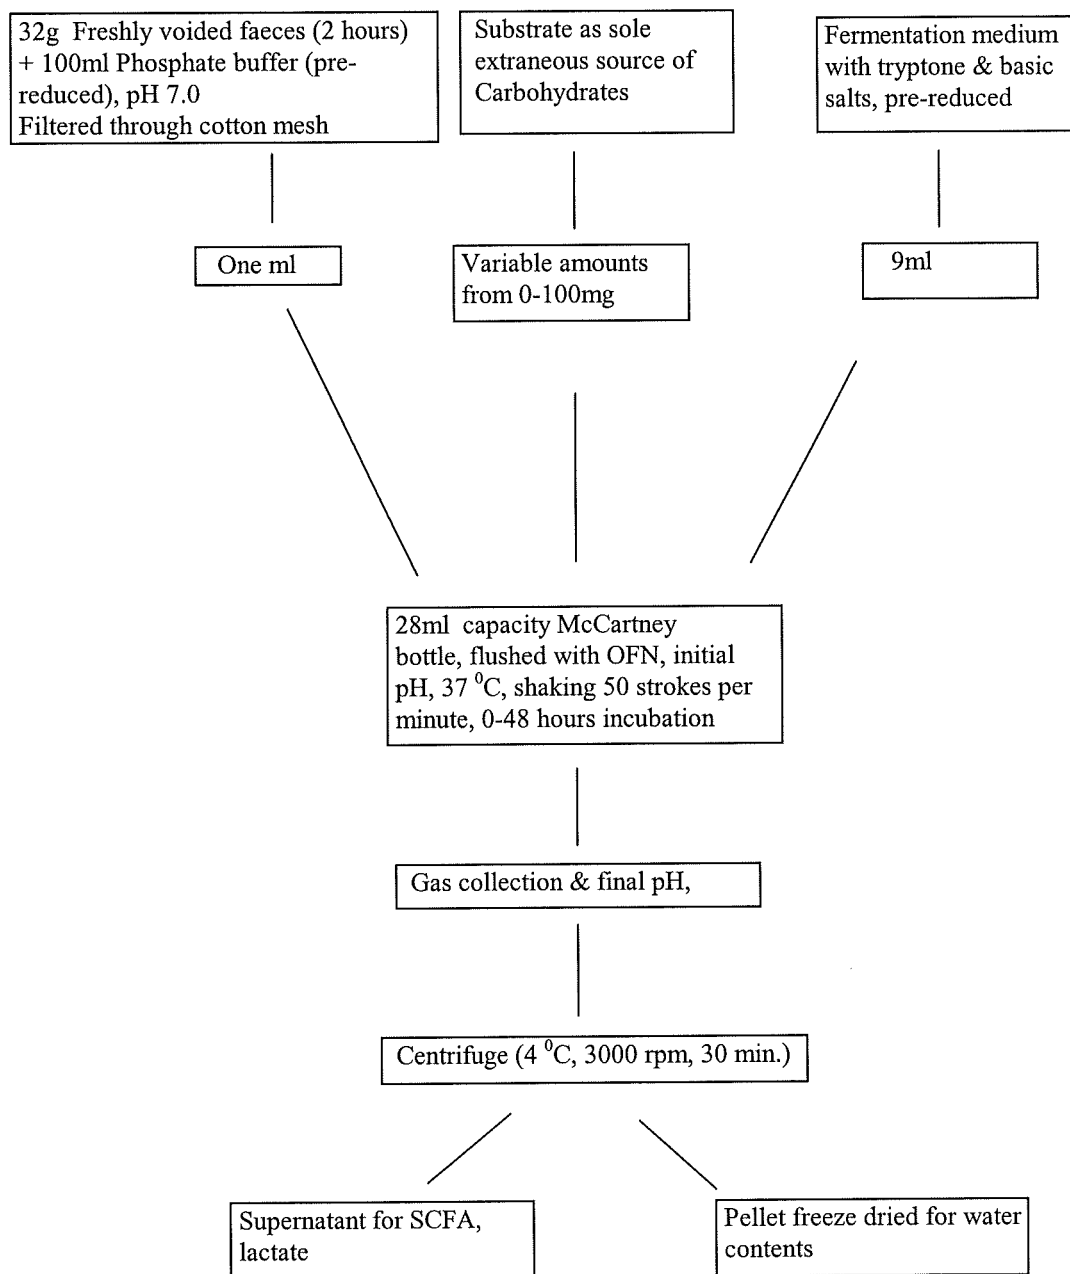 32g Freshly voided faeces (2 hours)
+ 100ml Phosphate buffer (pre-
reduced), pH 7.0
Filtered through cotton mesh
Substrate as sole
extraneous source of
Carbohydrates
Fermentation medium
with tryptone & basic
salts, pre-reduced
One ml
Variable amounts
from 0-100mg
9ml
28ml capacity McCartney
bottle, flushed with OFN, initial
pH, 37 ⁰C, shaking 50 strokes per
minute, 0-48 hours incubation
Gas collection & final pH,
Centrifuge (4 ⁰C, 3000 rpm, 30 min.)
Supernatant for SCFA,
lactate
Pellet freeze dried for water
contents